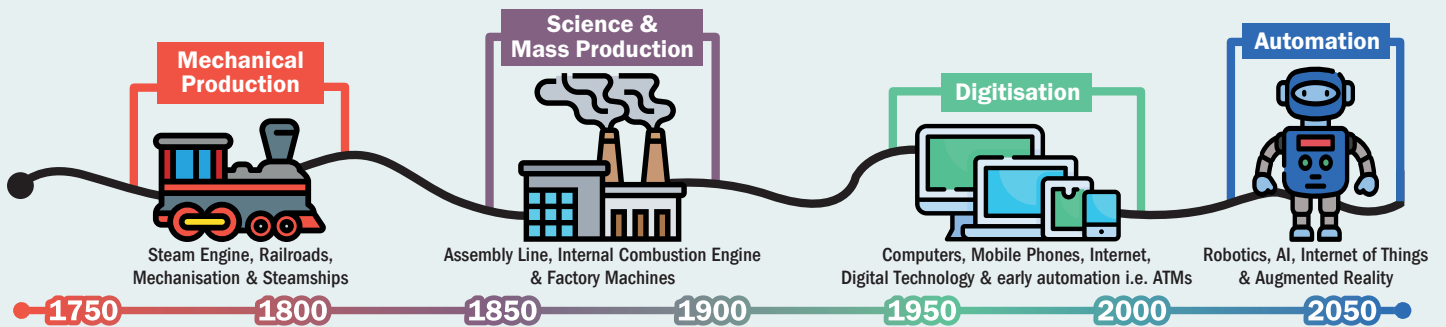 Mechanical
Production
Steam Engine, Railroads,
Mechanisation & Steamships
Science &
Mass Production
Assembly Line, Internal Combustion Engine
& Factory Machines
Digitisation
Computers, Mobile Phones, Internet,
Digital Technology & early automation i.e. ATMs
Automation
Robotics, AI, Internet of Things
& Augmented Reality
1750 1800 1850 1900 1950 2000 2050